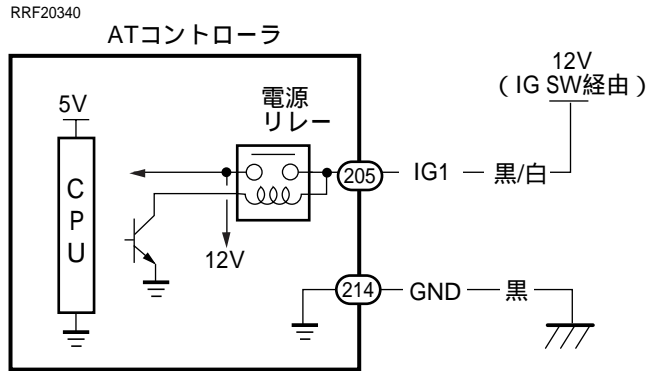 RRF20340
ATコントローラ
12V
（IG SW経由）
5V
電源
リレー
CPU
12V
205 IG1 黒/白
214 GND 黒